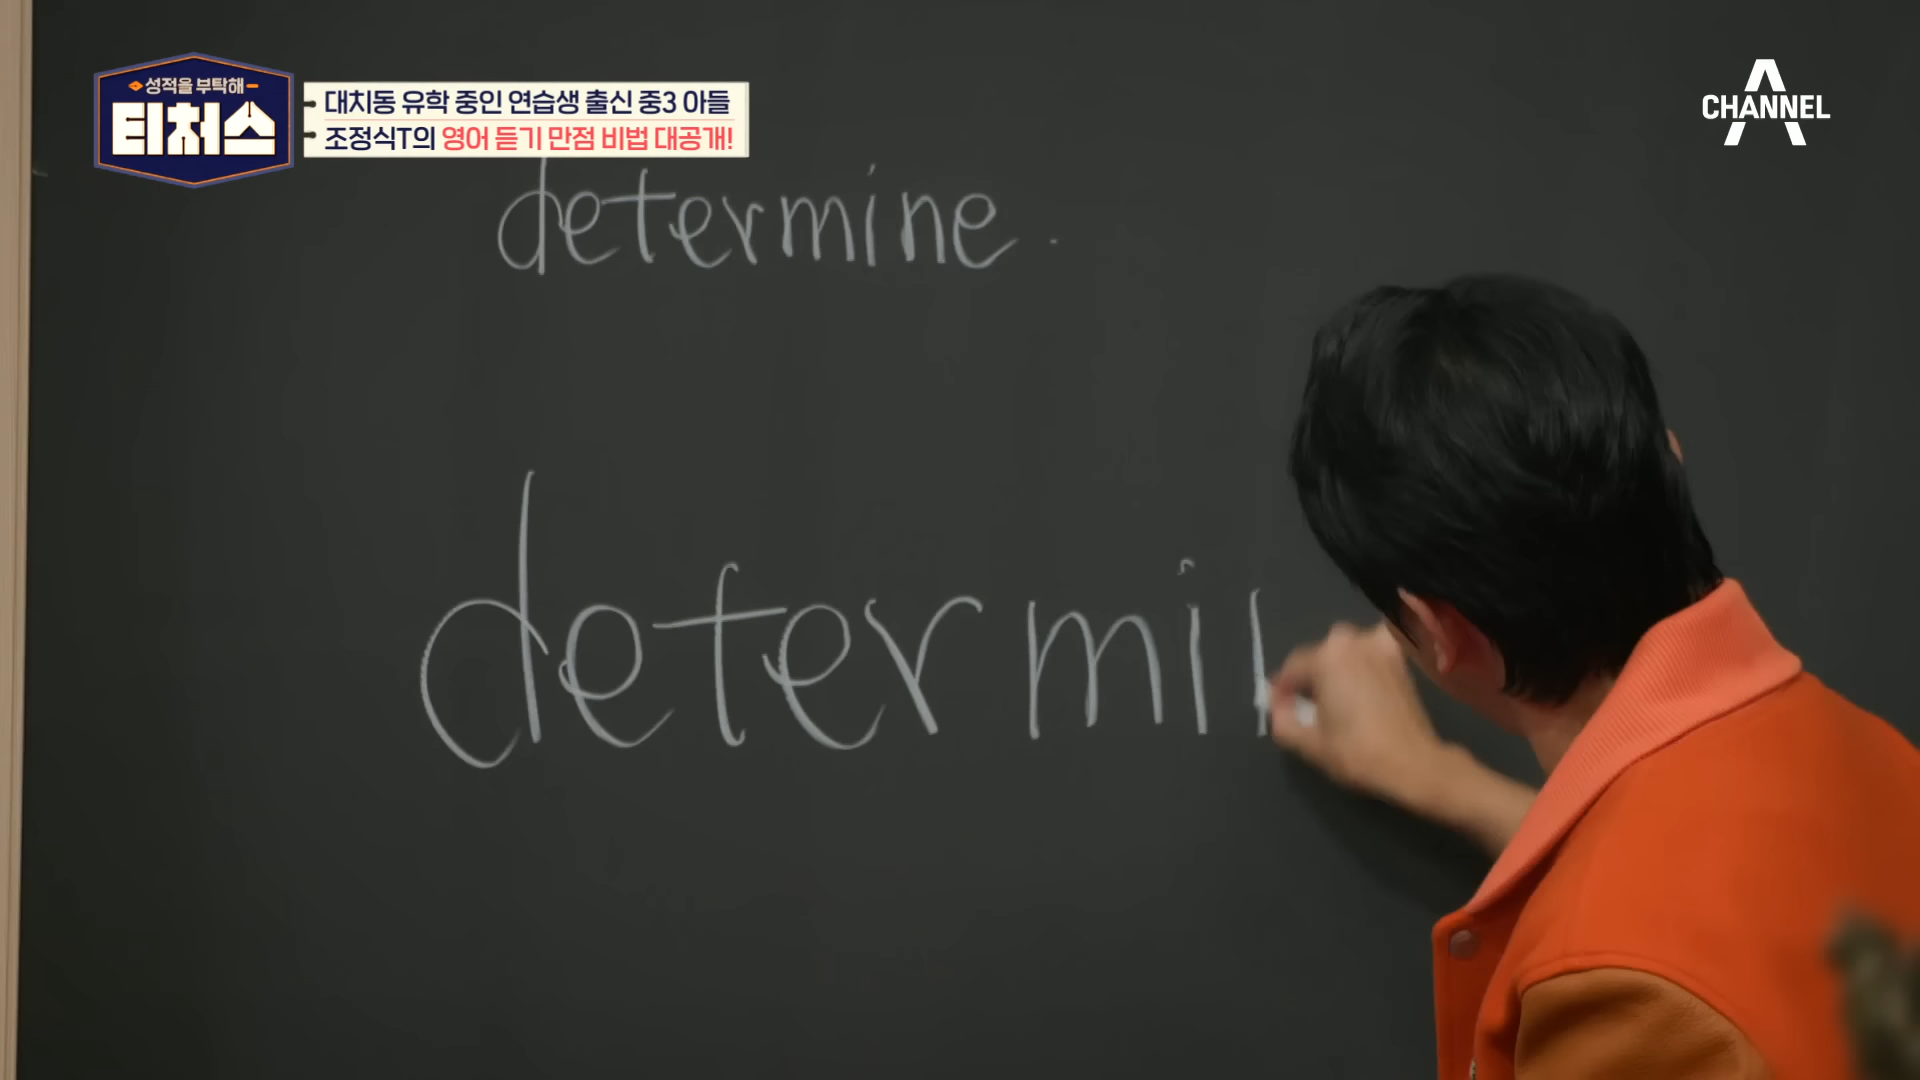 성적을 부탁해
티처스
대치동 유학 중인 연습생 출신 중3 아들
조정식T의 영어 듣기 만점 비법 대공개!
CHANNEL A
determine.
determin